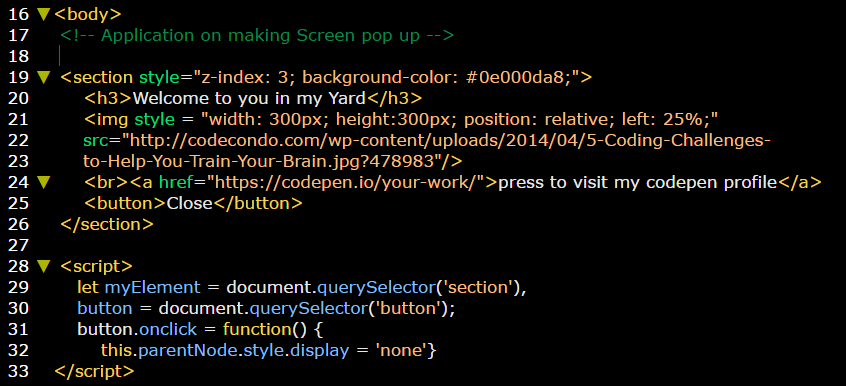 16 ▼ <body>
17 <!-- Application on making Screen pop up -->
18
19 ▼ <section style="z-index: 3; background-color: #0e000da8;">
20 <h3>Welcome to you in my Yard</h3>
21 <img style = "width: 300px; height:300px; position: relative; left: 25%;"
22 src="http://codecondo.com/wp-content/uploads/2014/04/5-Coding-Challenges-
23 to-Help-You-Train-Your-Brain.jpg?478983"/>
24 ▼ <br><a href="https://codepen.io/your-work/">press to visit my codepen profile</a>
25 <button>Close</button>
26 </section>
27
28 ▼ <script>
29 let myElement = document.querySelector('section'),
30 button = document.querySelector('button');
31 button.onclick = function() {
32 this.parentNode.style.display = 'none'}
33 </script>